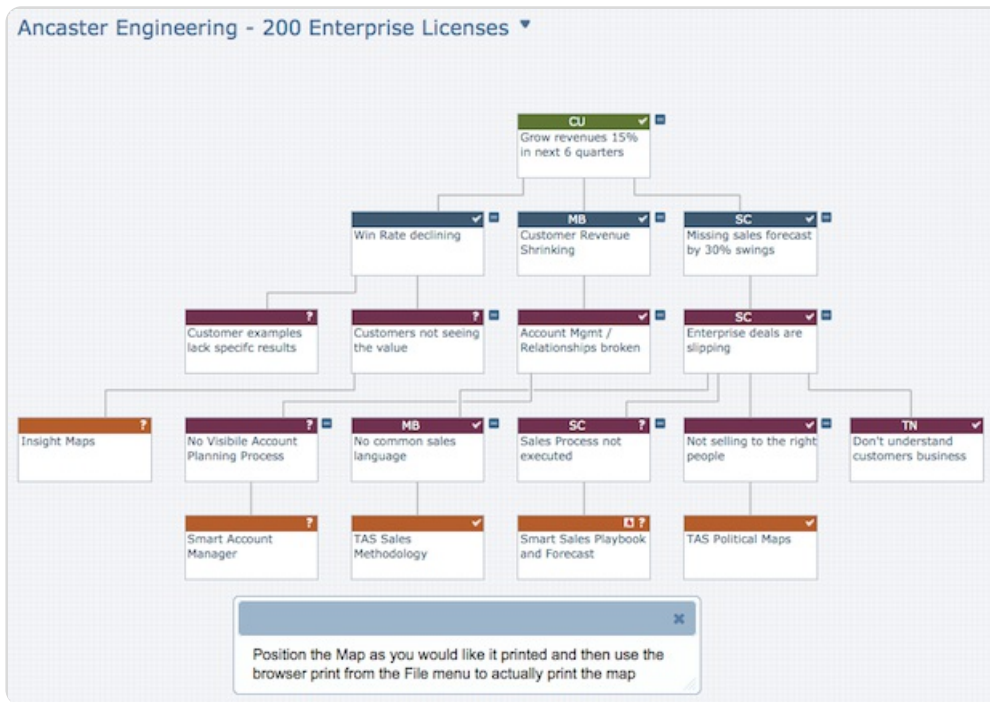 Ancaster Engineering - 200 Enterprise Licenses
CU
Grow revenues 15%
in next 6 quarters
Win Rate declining
MB
Customer Revenue
Shrinking
SC
Missing sales forecast
by 30% swings
?
Customer examples
lack specifc results
?
Customers not seeing
the value
Account Mgmt /
Relationships broken
SC
Enterprise deals are
slipping
?
Insight Maps
?
No Visibile Account
Planning Process
MB
No common sales
language
SC ?
Sales Process not
executed
Not selling to the right
people
TN
Don't understand
customers business
?
Smart Account
Manager
TAS Sales
Methodology
?
Smart Sales Playbook
and Forecast
TAS Political Maps
Position the Map as you would like it printed and then use the
browser print from the File menu to actually print the map